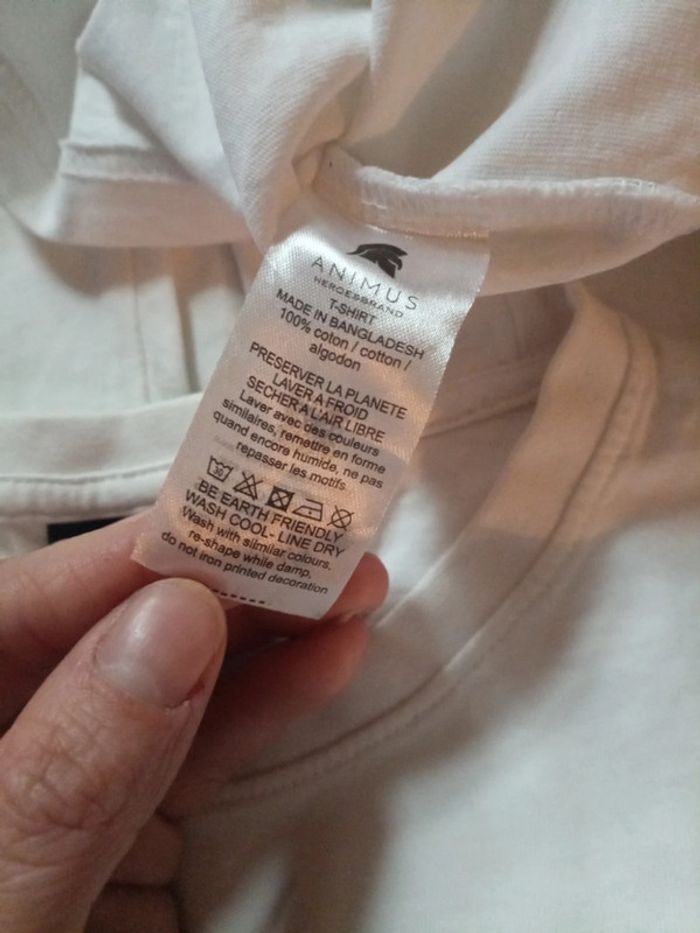 ANIMUS
HEROESBRAND
T-SHIRT
MADE IN BANGLADESH
100% coton / cotton /
algodon
PRESERVER LA PLANETE
LAVER A FROID
SECHER A L'AIR LIBRE
Laver avec des couleurs
similaires, remettre en forme
quand encore humide, ne pas
repasser les motifs.
30
BE EARTH FRIENDLY
WASH COOL- LINE DRY
Wash with similar colours,
re-shape while damp,
do not iron printed decoration